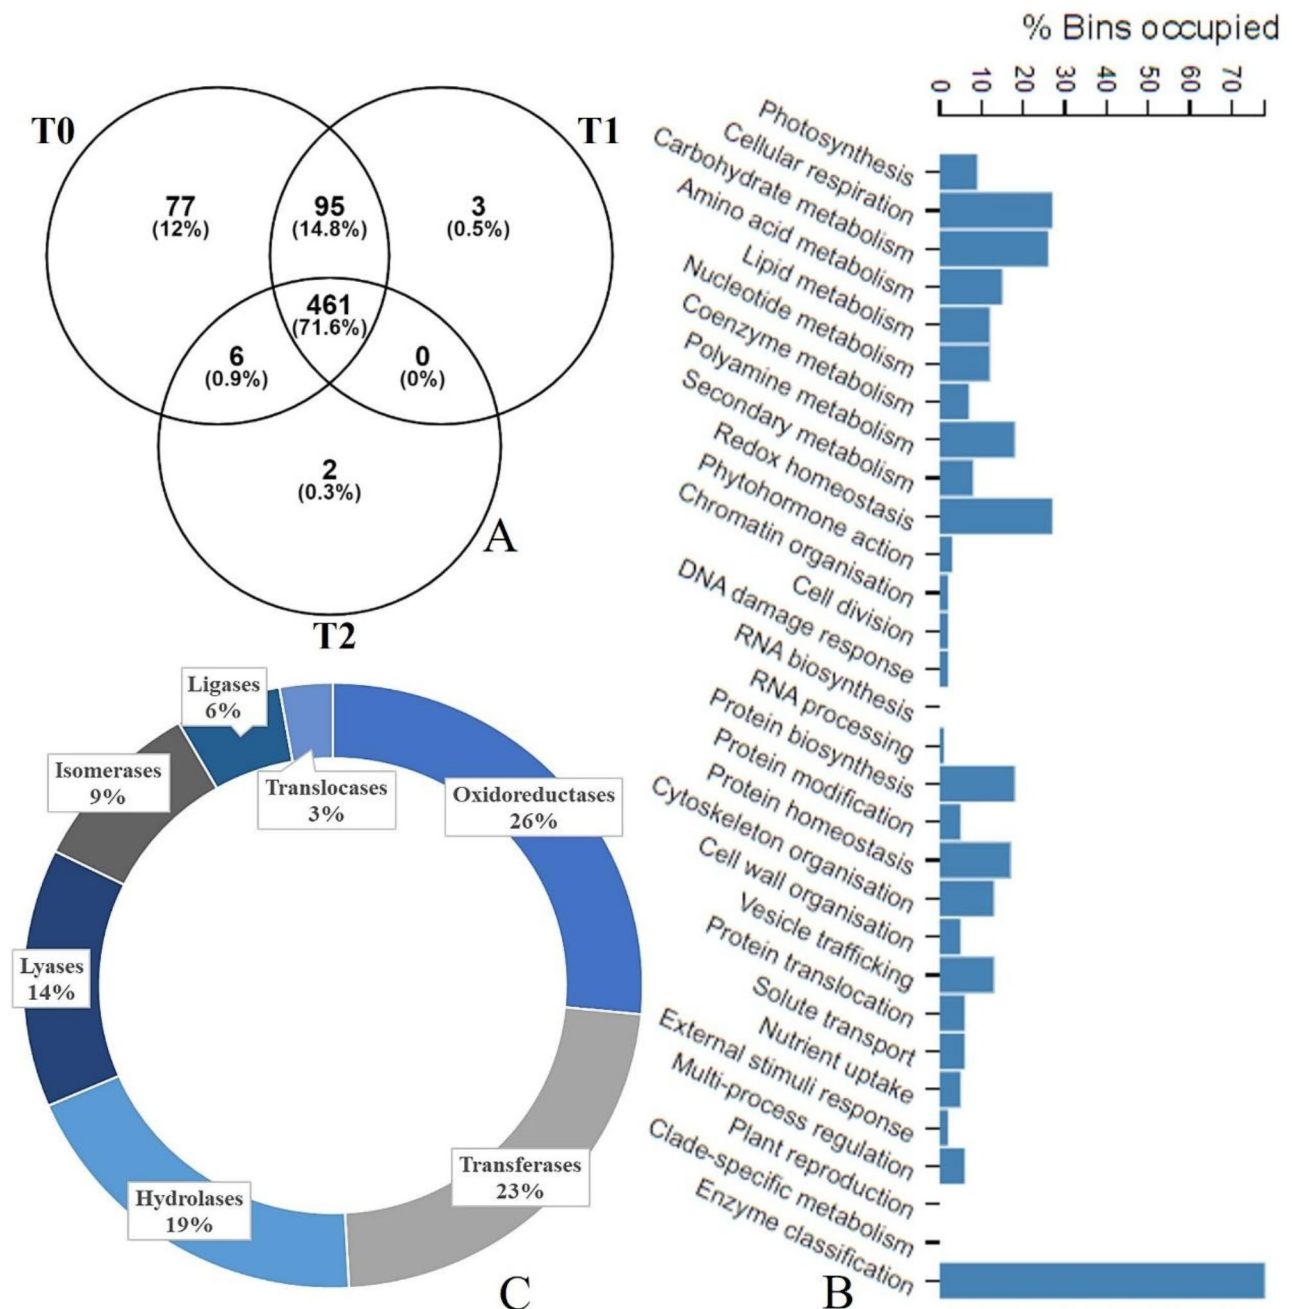 T0
T1
77
(12%)
95
(14.8%)
3
(0.5%)
461
(71.6%)
6
(0.9%)
0
(0%)
2
(0.3%)
A
T2
Ligases
6%
Translocases
3%
Isomerases
9%
Oxidoreductases
26%
Lyases
14%
Transferases
23%
Hydrolases
19%
C
% Bins occupied
0
10
20
30
40
50
60
70
Photosynthesis
Cellular respiration
Carbohydrate metabolism
Amino acid metabolism
Lipid metabolism
Nucleotide metabolism
Coenzyme metabolism
Polyamine metabolism
Secondary metabolism
Redox homeostasis
Phytohormone action
Chromatin organisation
Cell division
DNA damage response
RNA biosynthesis
RNA processing
Protein biosynthesis
Protein modification
Protein homeostasis
Cytoskeleton organisation
Cell wall organisation
Vesicle trafficking
Protein translocation
Solute transport
Nutrient uptake
External stimuli response
Multi-process regulation
Plant reproduction
Clade-specific metabolism
Enzyme classification
B